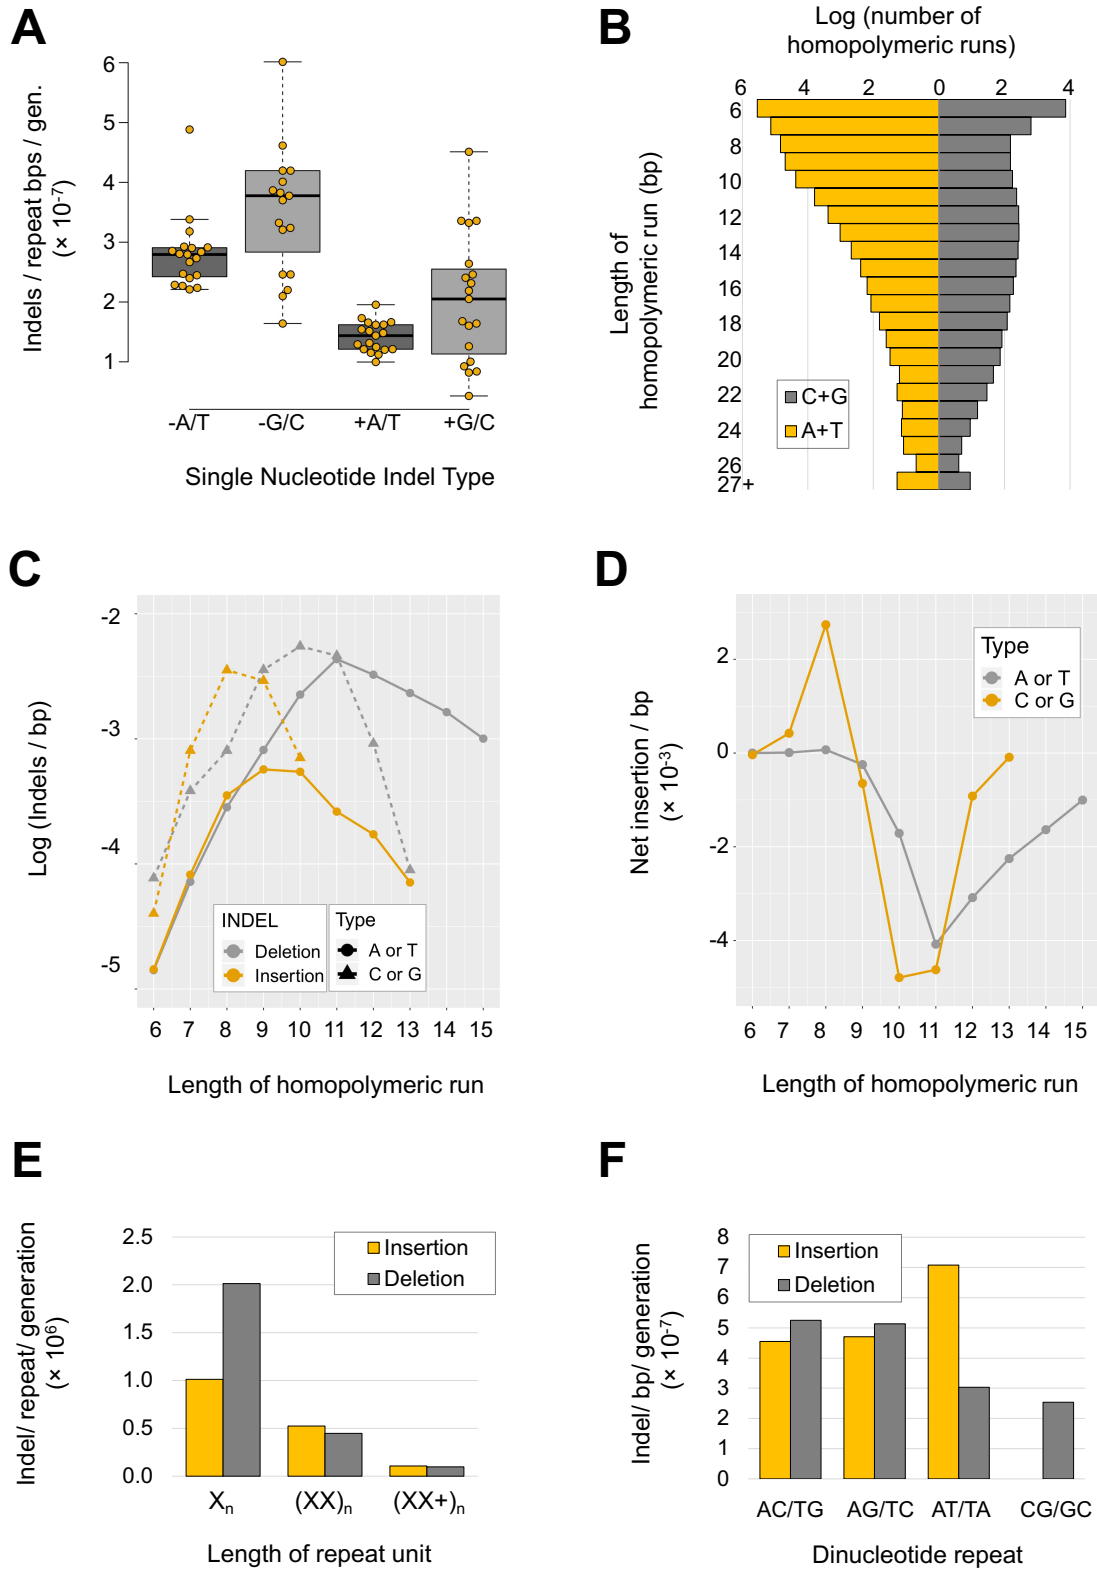 A
Indels / repeat bps / gen.
(× 10-7)
6
5
4
3
2
1
-A/T
-G/C
+A/T
+G/C
Single Nucleotide Indel Type
B
Log (number of
homopolymeric runs)
6 4 2 0 2 4
Length of
homopolymeric run (bp)
6
8
10
12
14
16
18
20
22
24
26
27+
C+G
A+T
C
Log (Indels / bp)
-2
-3
-4
-5
INDEL
Deletion
Insertion
Type
A or T
C or G
6 7 8 9 10 11 12 13 14 15
Length of homopolymeric run
D
Net insertion / bp
(× 10-3)
2
0
-2
-4
Type
A or T
C or G
6 7 8 9 10 11 12 13 14 15
Length of homopolymeric run
E
Indel/ repeat/ generation
(× 106)
2.5
2.0
1.0
0.5
0.0
Insertion
Deletion
Xn
(XX)n
(XX+)n
Length of repeat unit
F
Indel/ bp/ generation
(× 10-7)
8
7
6
5
4
3
2
1
0
Insertion
Deletion
AC/TG
AG/TC
AT/TA
CG/GC
Dinucleotide repeat